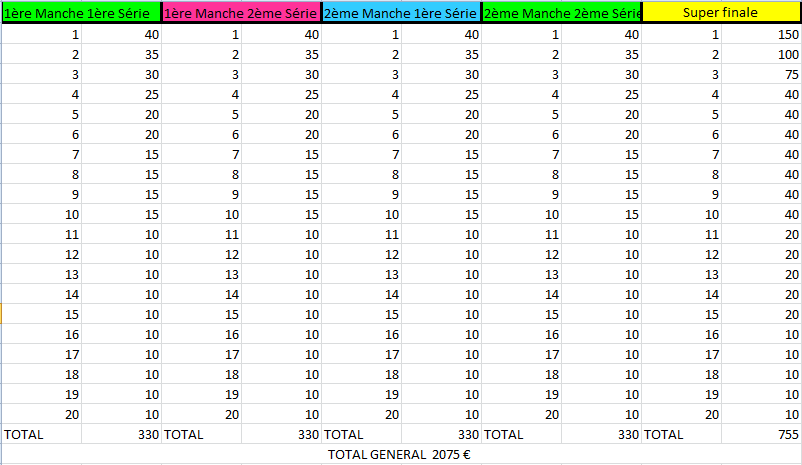 1ère Manche 1ère Série 1ère Manche 2ème Série 2ème Manche 1ère Série 2ème Manche 2ème Série Super finale
1 40 1 40 1 40 1 40 1 150
2 35 2 35 2 35 2 35 2 100
3 30 3 30 3 30 3 30 3 75
4 25 4 25 4 25 4 25 4 40
5 20 5 20 5 20 5 20 5 40
6 20 6 20 6 20 6 20 6 40
7 15 7 15 7 15 7 15 7 40
8 15 8 15 8 15 8 15 8 40
9 15 9 15 9 15 9 15 9 40
10 15 10 15 10 15 10 15 10 40
11 10 11 10 11 10 11 10 11 20
12 10 12 10 12 10 12 10 12 20
13 10 13 10 13 10 13 10 13 20
14 10 14 10 14 10 14 10 14 20
15 10 15 10 15 10 15 10 15 20
16 10 16 10 16 10 16 10 16 10
17 10 17 10 17 10 17 10 17 10
18 10 18 10 18 10 18 10 18 10
19 10 19 10 19 10 19 10 19 10
20 10 20 10 20 10 20 10 20 10
TOTAL 330 TOTAL 330 TOTAL 330 TOTAL 330 TOTAL 755
TOTAL GENERAL 2075 €